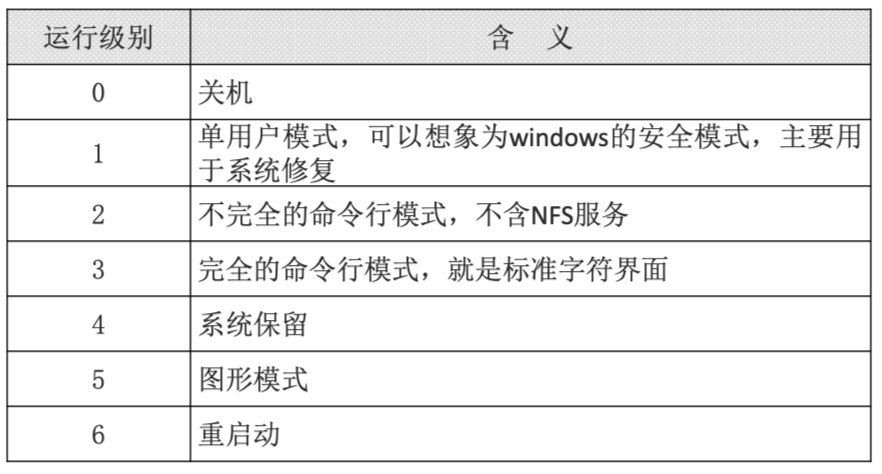 运行级别 含 义
0 关机
1 单用户模式，可以想象为windows的安全模式，主要用
于系统修复
2 不完全的命令行模式，不含NFS服务
3 完全的命令行模式，就是标准字符界面
4 系统保留
5 图形模式
6 重启动